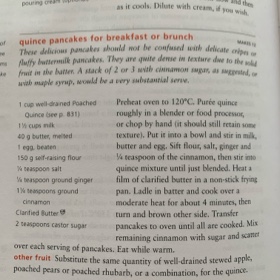 pouring cream
and then
as it cools. Dilute with cream, if you wish.
quince pancakes for breakfast or brunch
MAKES 12
These delicious pancakes should not be confused with delicate crêpes or
fluffy buttermilk pancakes. They are quite dense in texture due to the solid
fruit in the batter. A stack of 2 or 3 with cinnamon sugar, as suggested, or
with maple syrup, would be a very substantial serve.
1 cup well-drained Poached
Quince (see p. 831)
1½ cups milk
40 g butter, melted
1 egg, beaten
150 g self-raising flour
¼ teaspoon salt
¼ teaspoon ground ginger
1¼ teaspoons ground
cinnamon
Clarified Butter
2 teaspoons castor sugar
Preheat oven to 120°C. Purée quince
roughly in a blender or food processor,
or chop by hand (it should still retain some
texture). Put it into a bowl and stir in milk,
butter and egg. Sift flour, salt, ginger and
¼ teaspoon of the cinnamon, then stir into
quince mixture until just blended. Heat a
film of clarified butter in a non-stick frying
pan. Ladle in batter and cook over a
moderate heat for about 4 minutes, then
turn and brown other side. Transfer
pancakes to oven until all are cooked. Mix
remaining cinnamon with sugar and scatter
over each serving of pancakes. Eat while warm.
other fruit Substitute the same quantity of well-drained stewed apple,
poached pears or poached rhubarb, or a combination, for the quince.